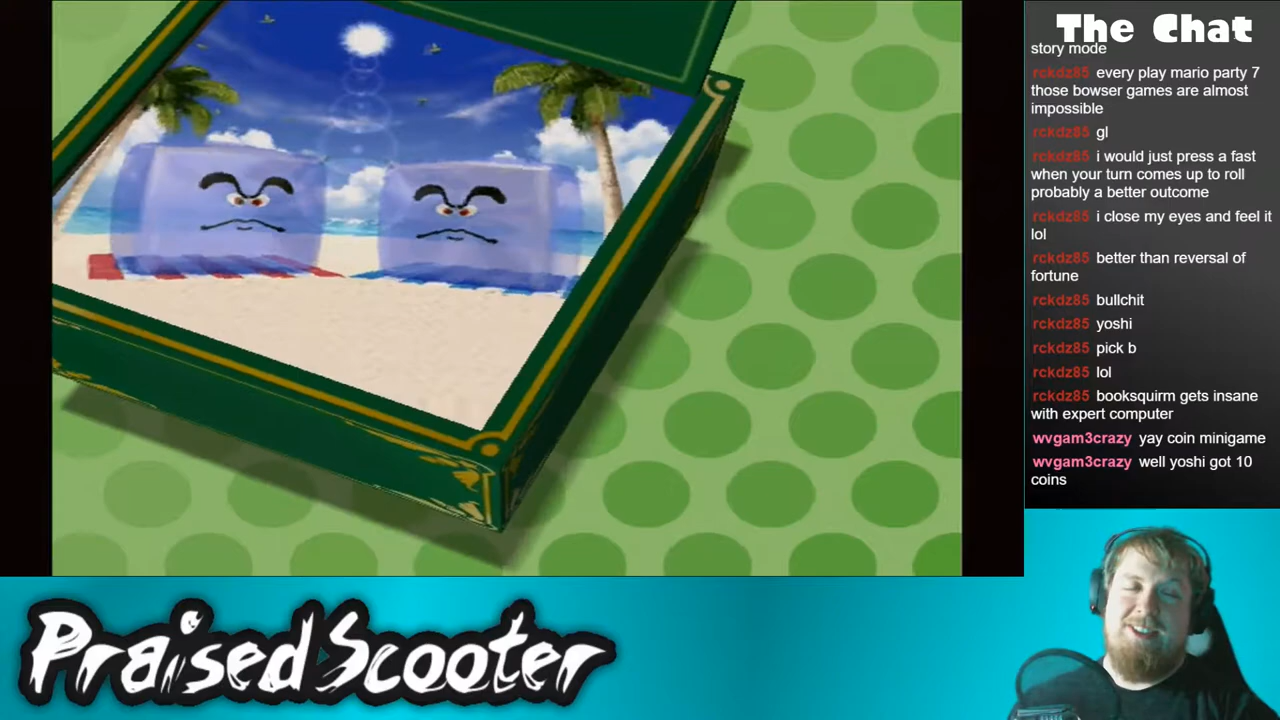 The Chat
story mode
rckdz85 every play mario party 7
those bowser games are almost
impossible
rckdz85 gl
rckdz85 i would just press a fast
when your turn comes up to roll
probably a better outcome
rckdz85 i close my eyes and feel it
lol
rckdz85 better than reversal of
fortune
rckdz85 bullchit
rckdz85 yoshi
rckdz85 pick b
rckdz85 lol
rckdz85 booksquirm gets insane
with expert computer
wvgam3crazy yay coin minigame
wvgam3crazy well yoshi got 10
coins
PraisedScooter